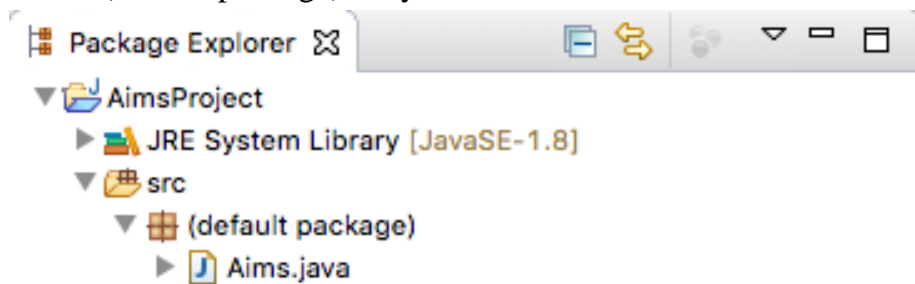 Package Explorer
AimsProject
JRE System Library [JavaSE-1.8]
src
(default package)
Aims.java